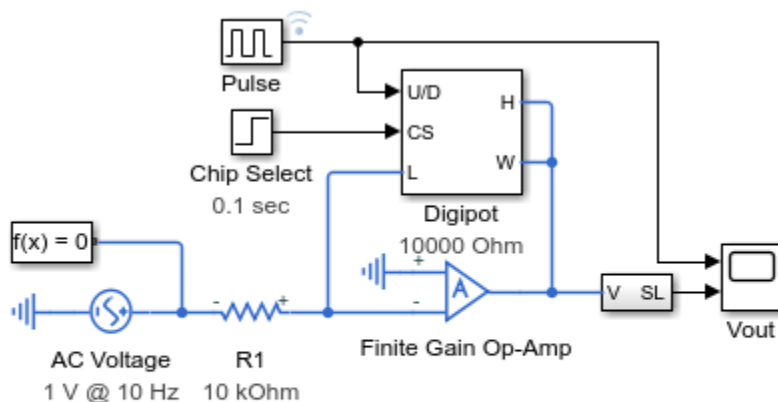 Pulse
U/D
H
CS
W
L
Chip Select
0.1 sec
Digipot
10000 Ohm
f(x) = 0
+
-
A
- +
V SL
AC Voltage
1 V @ 10 Hz
R1
10 kOhm
Finite Gain Op-Amp
Vout